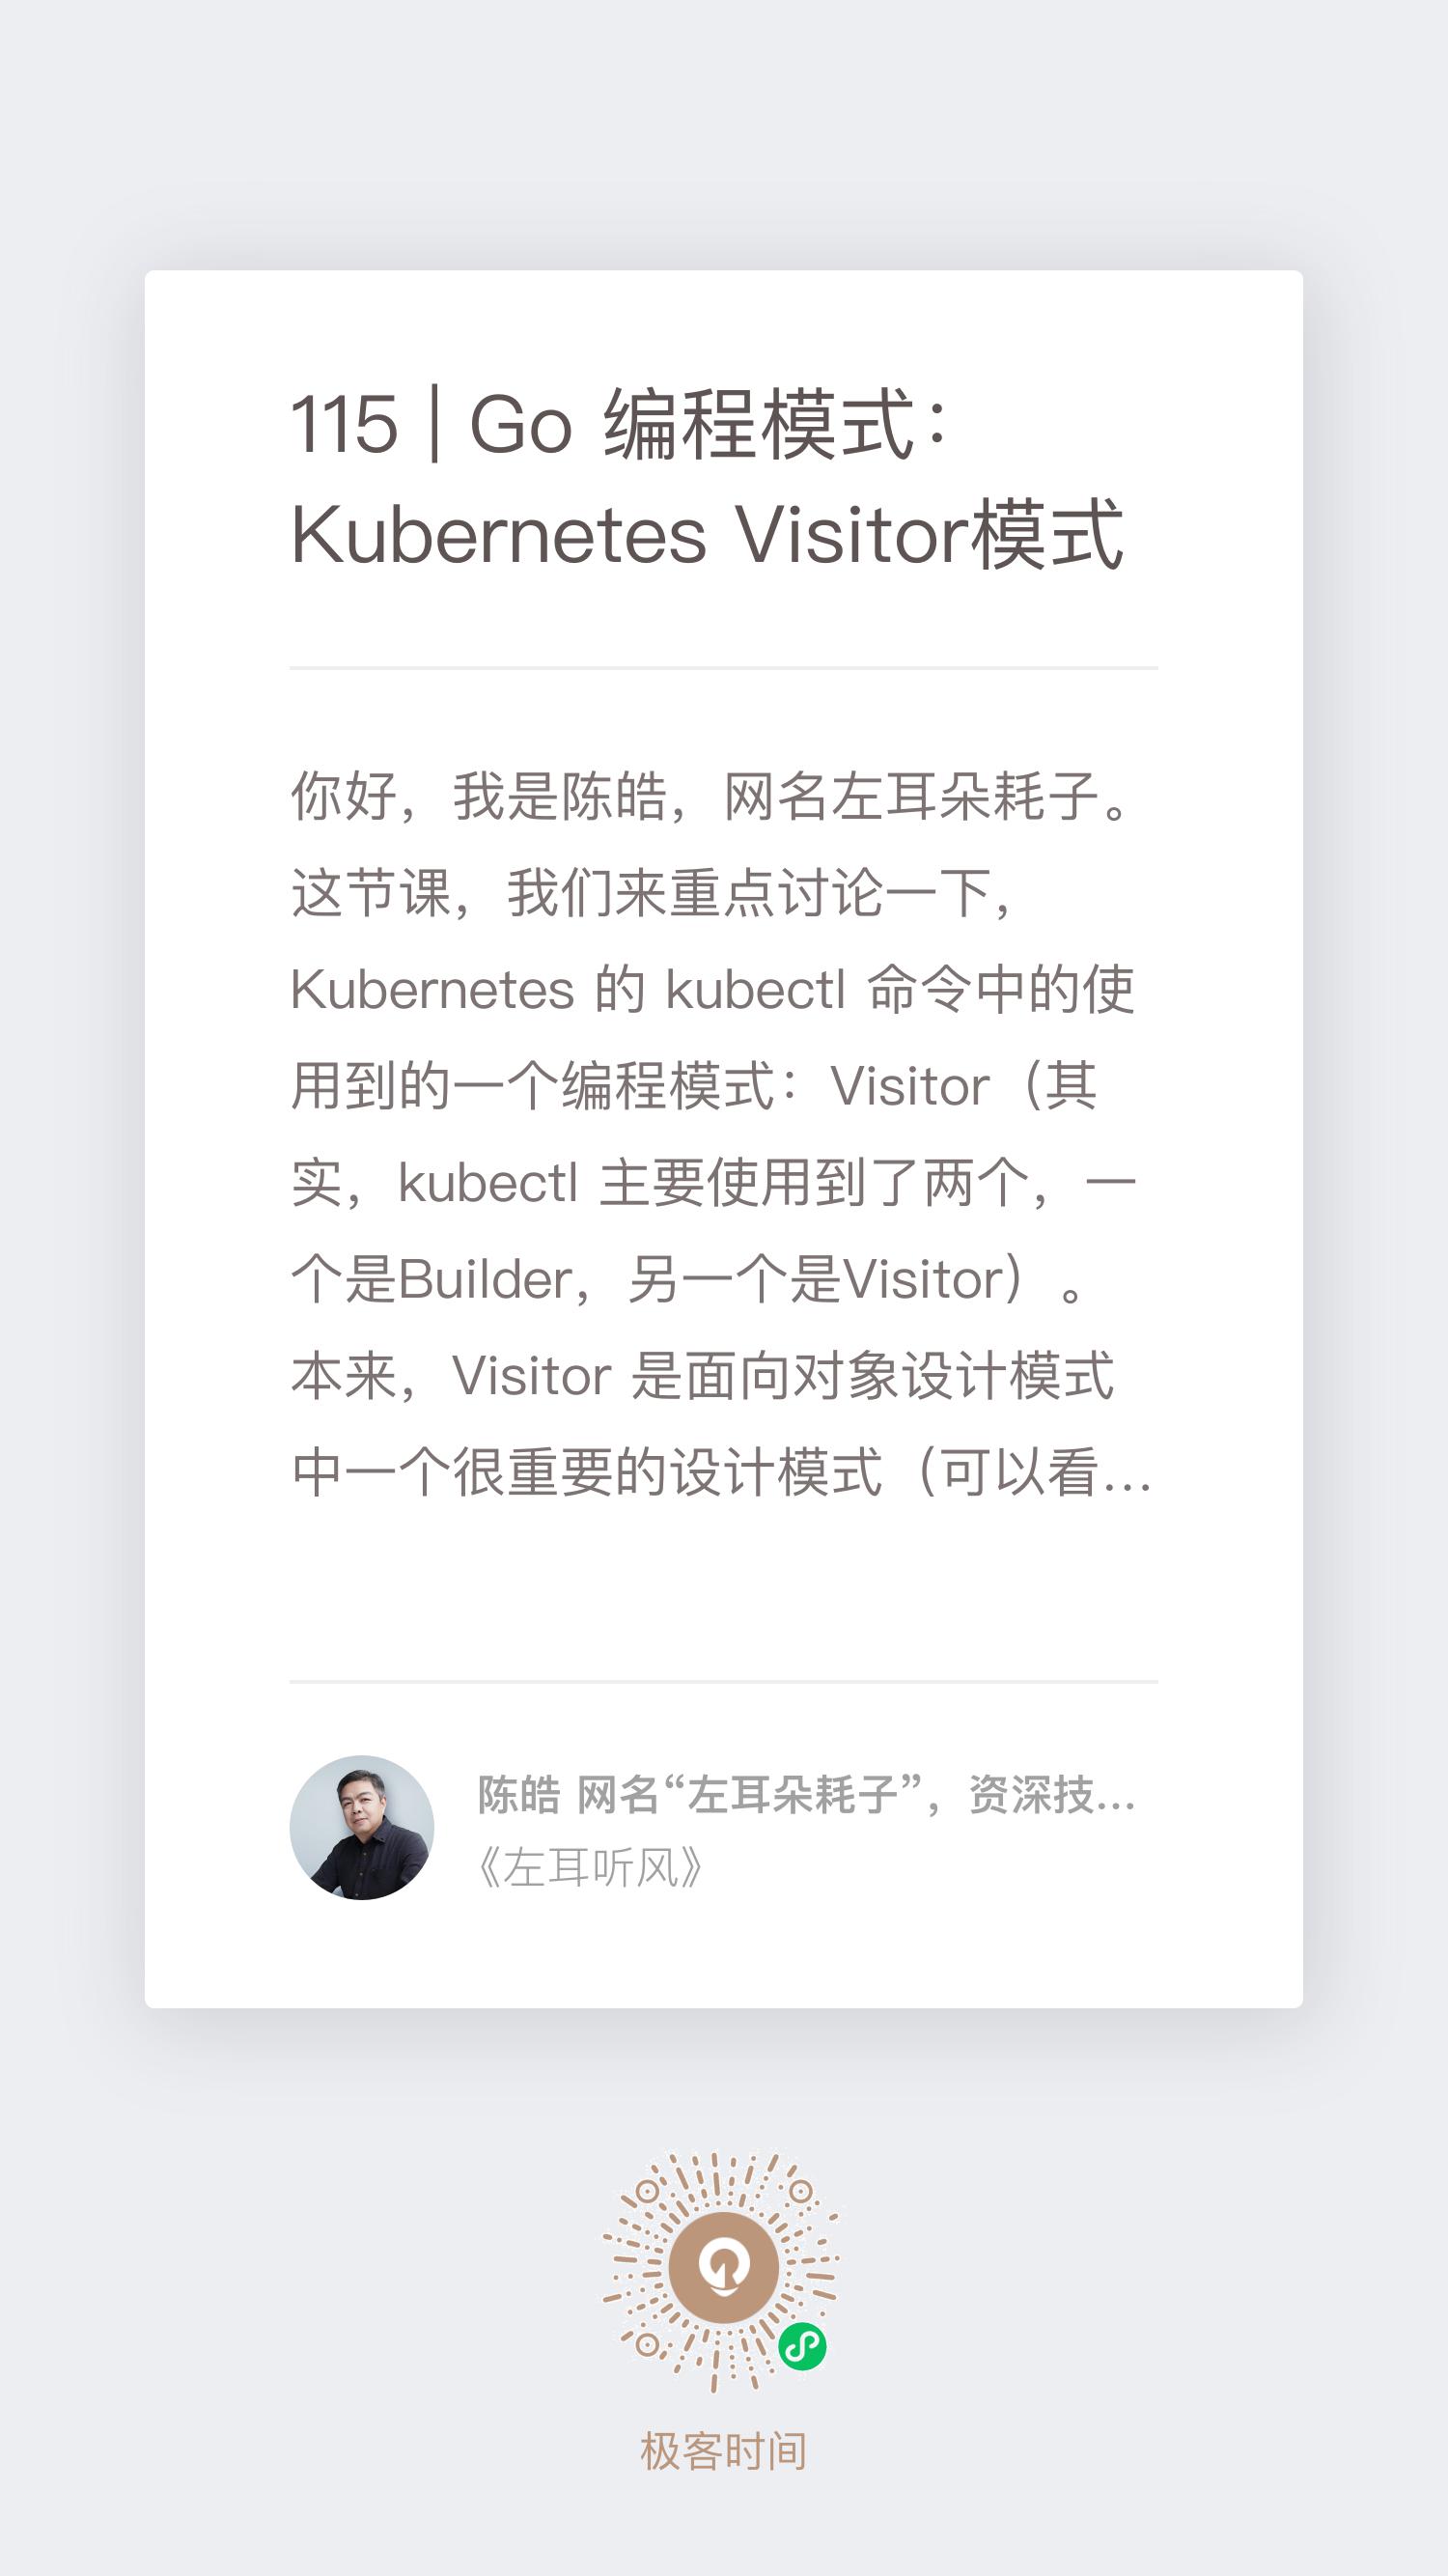 115 | Go 编程模式：
Kubernetes Visitor模式
你好，我是陈皓，网名左耳朵耗子。
这节课，我们来重点讨论一下，
Kubernetes 的 kubectl 命令中的使
用到的一个编程模式：Visitor（其
实，kubectl 主要使用到了两个，一
个是Builder，另一个是Visitor）。
本来，Visitor 是面向对象设计模式
中一个很重要的设计模式（可以看...
陈皓 网名“左耳朵耗子”，资深技...
《左耳听风》
极客时间